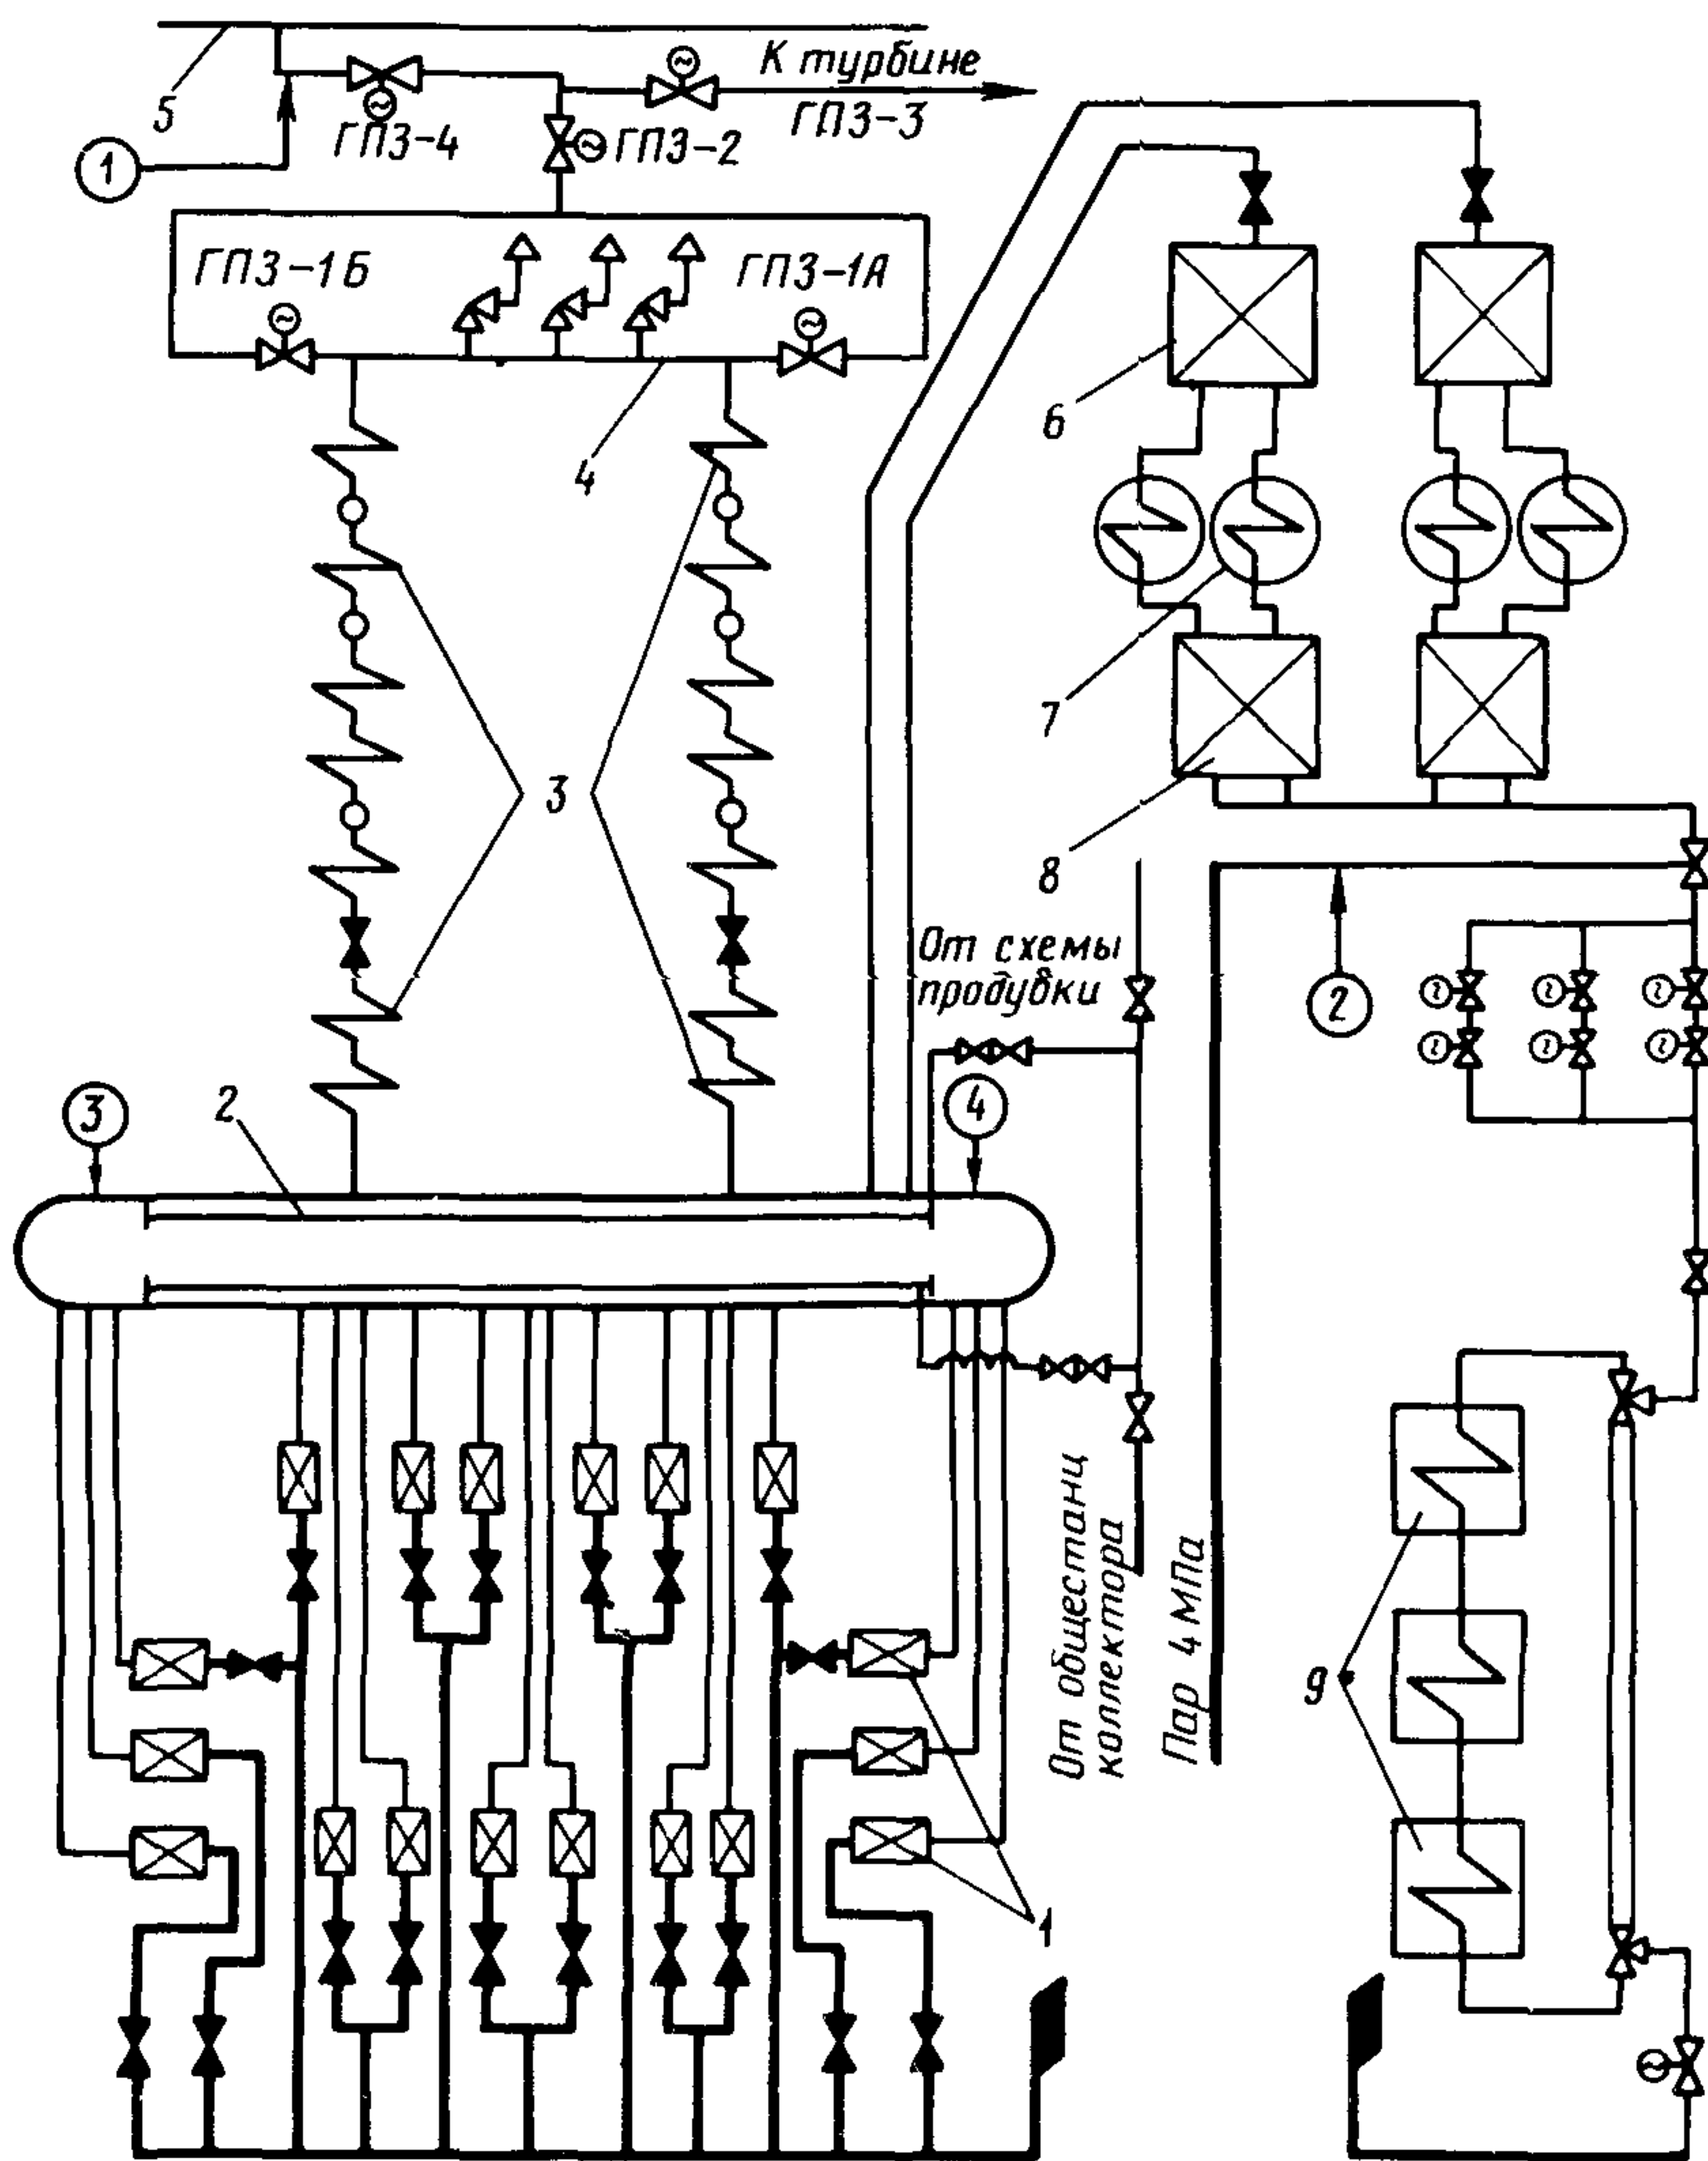 5
К турбине
ГПЗ-3
ГПЗ-4
ГПЗ-2
1
ГПЗ-1Б
ГПЗ-1А
4
6
3
7
8
От схемы
продувки
2
3
2
4
От общестанц
коллектора
Пар 4 МПа
9
1